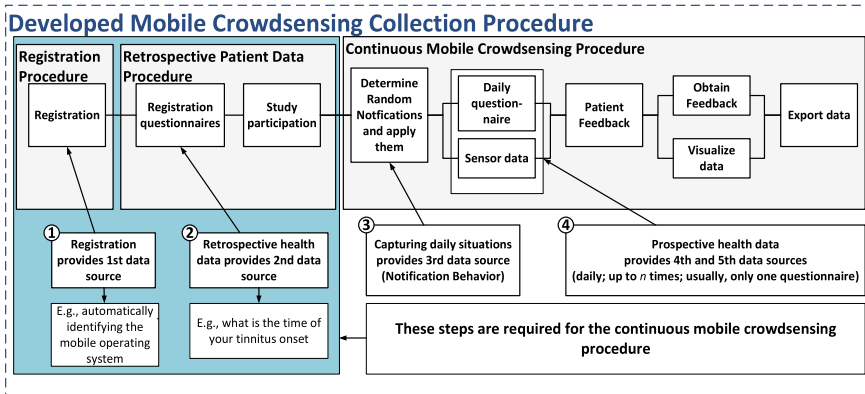 Developed Mobile Crowdsensing Collection Procedure
Registration
Procedure
Retrospective Patient Data
Procedure
Continuous Mobile Crowdsensing Procedure
Registration
Registration
questionnaires
Study
participation
Determine
Random
Notfications
and apply
them
Daily
question-
naire
Sensor data
Patient
Feedback
Obtain
Feedback
Visualize
data
Export data
1
Registration
provides 1st data
source
2
Retrospective health
data provides 2nd data
source
3
Capturing daily situations
provides 3rd data source
(Notification Behavior)
4
Prospective health data
provides 4th and 5th data sources
(daily; up to n times; usually, only one questionnaire)
E.g., automatically
identifying the
mobile operating
system
E.g., what is the time of
your tinnitus onset
These steps are required for the continuous mobile crowdsensing
procedure